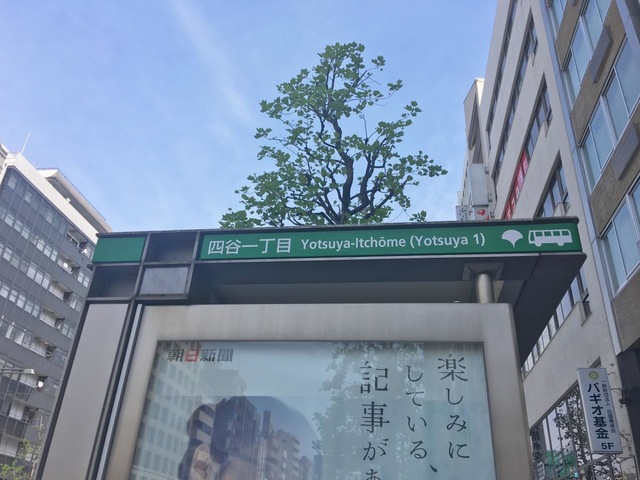 四谷一丁目 Yotsuya-Itchōme (Yotsuya 1)
朝日新聞
楽しみに
している、
記事があ
バギオ基金
5F